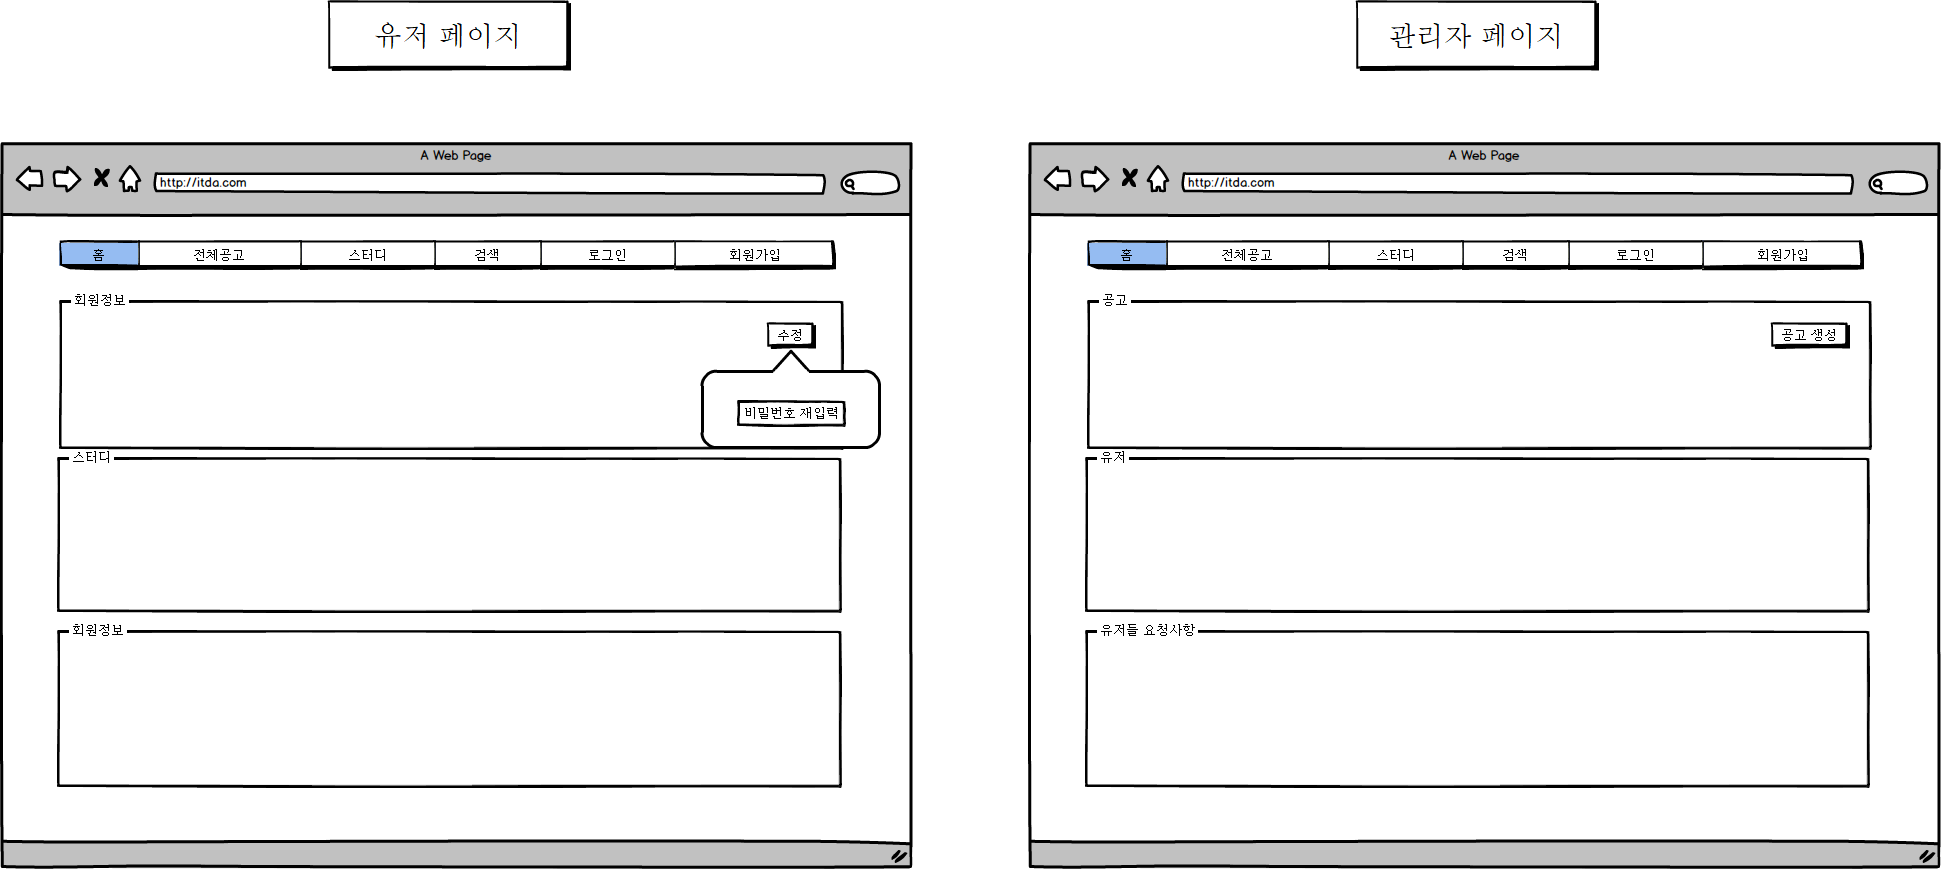 유저 페이지
관리자 페이지
A Web Page
http://itda.com
홈 전체공고 스터디 검색 로그인 회원가입
회원정보
수정
비밀번호 재입력
스터디
회원정보
A Web Page
http://itda.com
홈 전체공고 스터디 검색 로그인 회원가입
공고
공고 생성
유저
유저들 요청사항